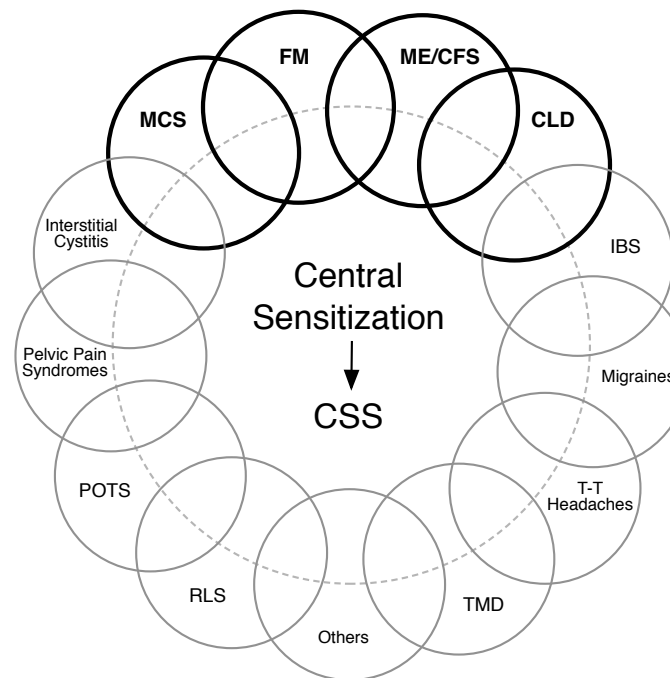 FM
ME/CFS
MCS
CLD
Interstitial
Cystitis
IBS
Central
Sensitization
CSS
Pelvic Pain
Syndromes
Migraines
POTS
T-T
Headaches
RLS
TMD
Others